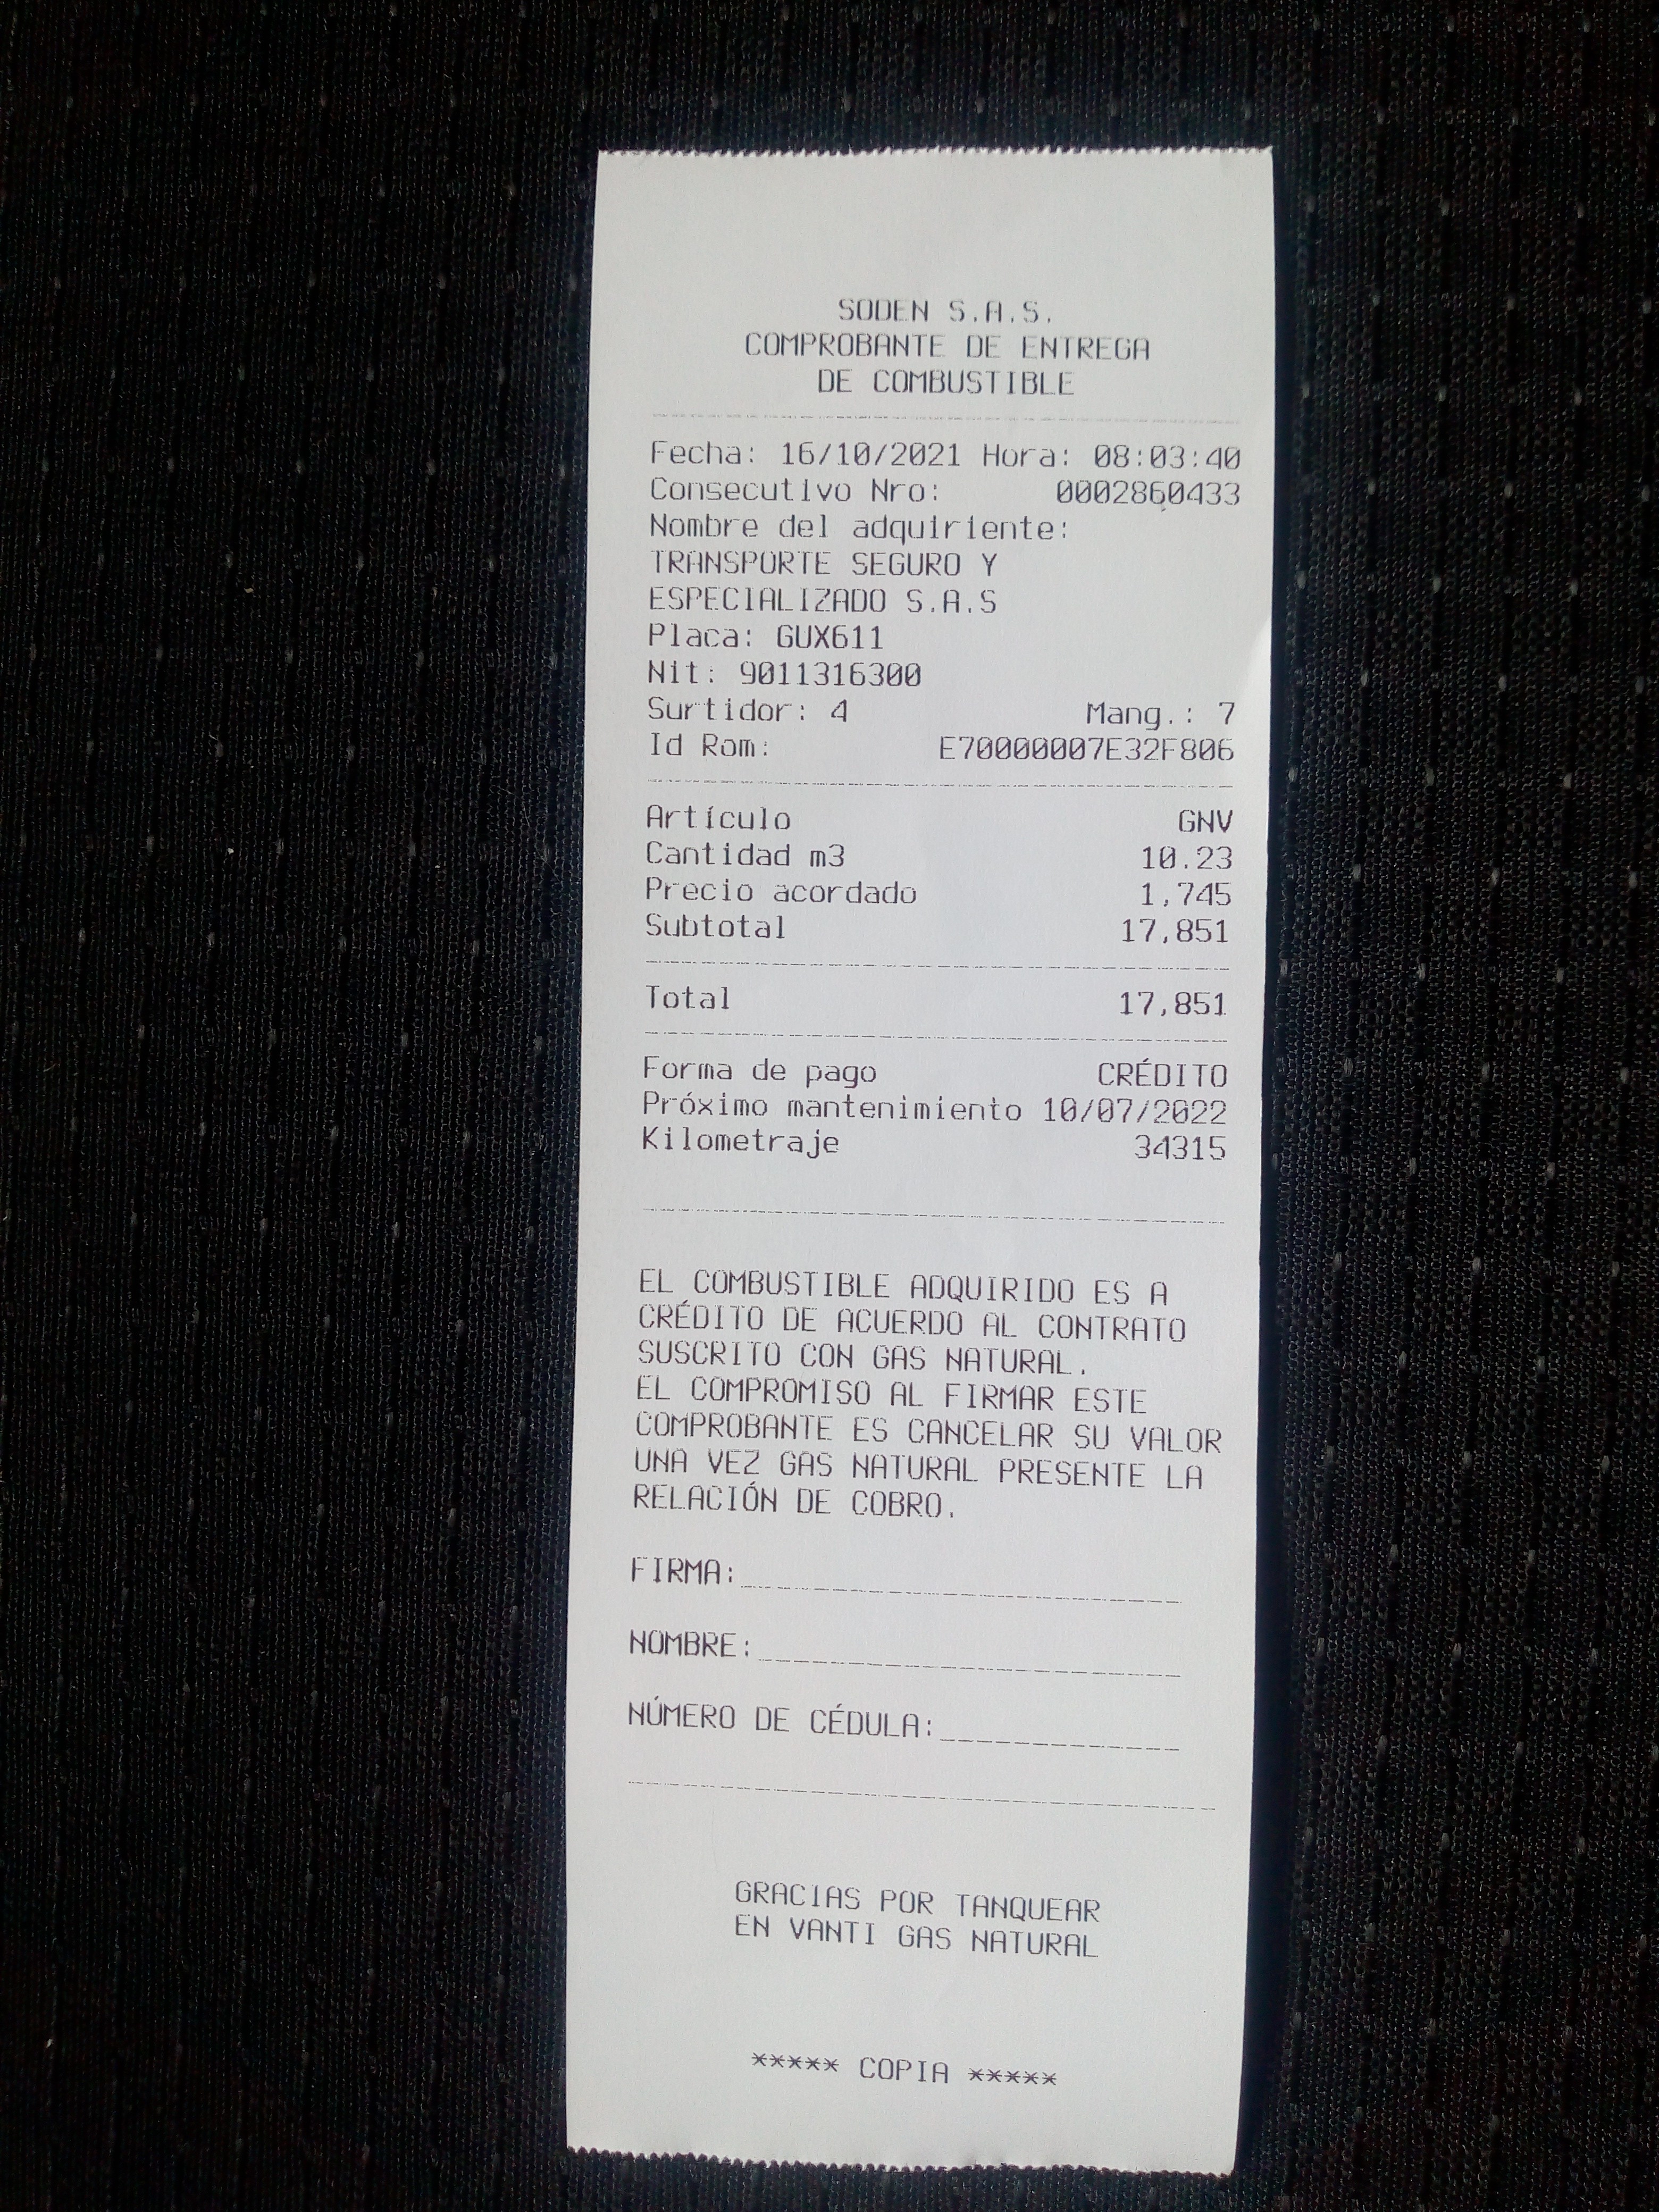 SODEN S.A.S.
COMPROBANTE DE ENTREGA
DE COMBUSTIBLE
Fecha: 16/10/2021 Hora: 08:03:40
Consecutivo Nro: 0002860433
Nombre del adquiriente:
TRANSPORTE SEGURO Y
ESPECIALIZADO S.A.S
Placa: GUX611
Nit: 9011316300
Surtidor: 4 Mang.: 7
Id Rom: E70000007E32F806
Artículo GNV
Cantidad m3 10.23
Precio acordado 1,745
Subtotal 17,851
Total 17,851
Forma de pago CRÉDITO
Próximo mantenimiento 10/07/2022
Kilometraje 34315
EL COMBUSTIBLE ADQUIRIDO ES A
CRÉDITO DE ACUERDO AL CONTRATO
SUSCRITO CON GAS NATURAL.
EL COMPROMISO AL FIRMAR ESTE
COMPROBANTE ES CANCELAR SU VALOR
UNA VEZ GAS NATURAL PRESENTE LA
RELACIÓN DE COBRO.
FIRMA:________________________
NOMBRE:_______________________
NÚMERO DE CÉDULA:_____________
GRACIAS POR TANQUEAR
EN VANTI GAS NATURAL
***** COPIA *****